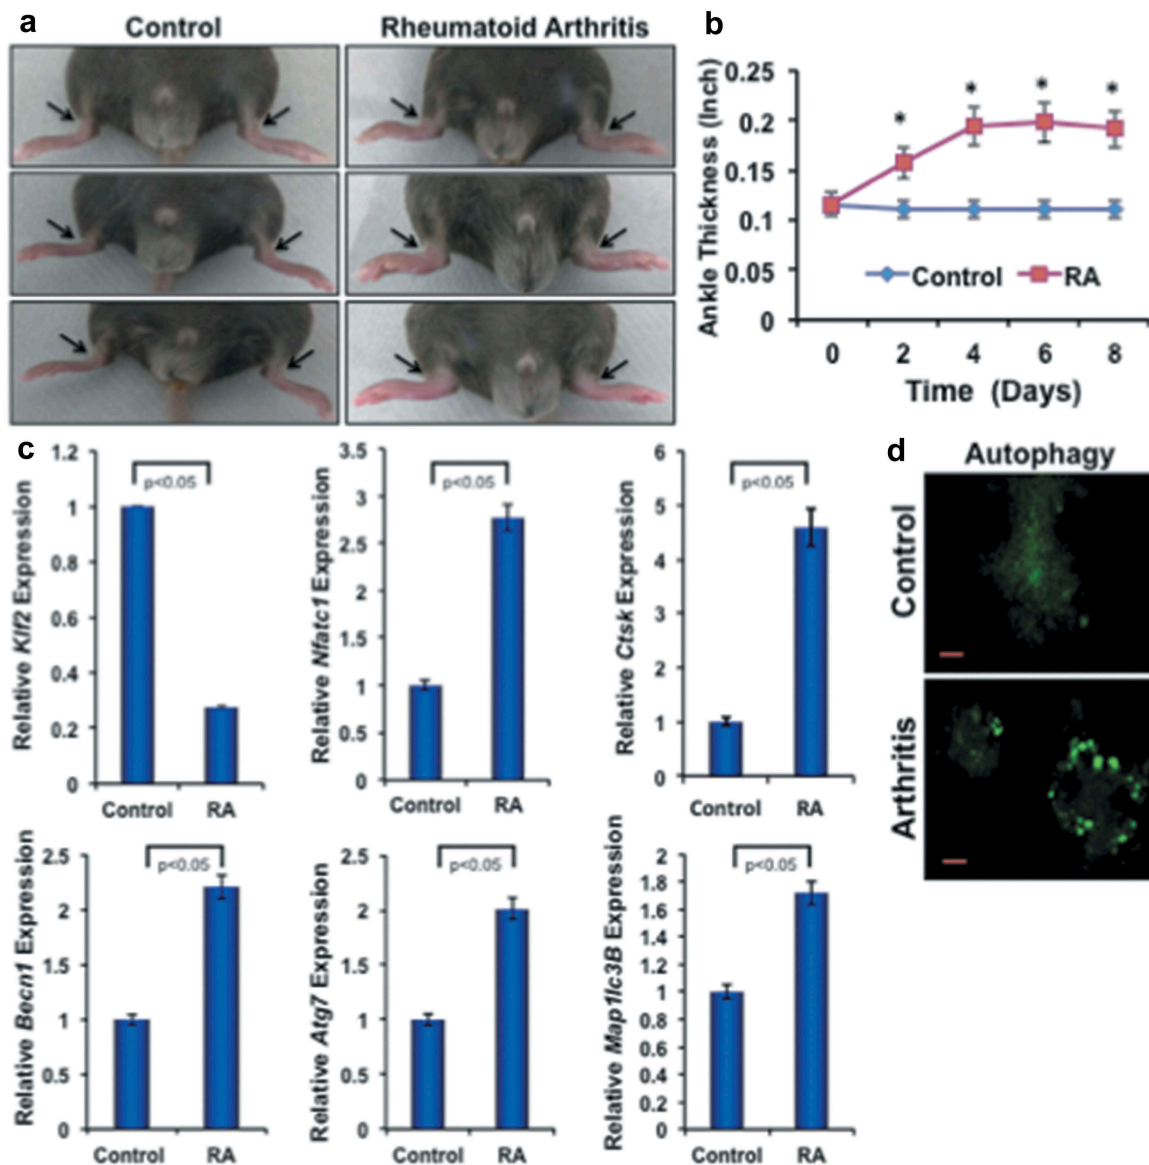 a
Control
Rheumatoid Arthritis
b
Ankle Thickness (Inch)
0.25
0.2
0.15
0.1
0.05
0
*
*
*
*
Control
RA
0 2 4 6 8
Time (Days)
c
Relative Klf2 Expression
1.2
1
0.8
0.6
0.4
0.2
0
p<0.05
Control RA
Relative Nfatc1 Expression
3.5
3
2.5
2
1.5
1
0.5
0
p<0.05
Control RA
Relative Ctsk Expression
6
5
4
3
2
1
0
p<0.05
Control RA
d
Autophagy
Control
Arthritis
Relative Becn1 Expression
2.5
2
1.5
1
0.5
0
p<0.05
Control RA
Relative Atg7 Expression
2.5
2
1.5
1
0.5
0
p<0.05
Control RA
Relative Map1lc3B Expression
2
1.8
1.6
1.4
1.2
1
0.8
0.6
0.4
0.2
0
p<0.05
Control RA